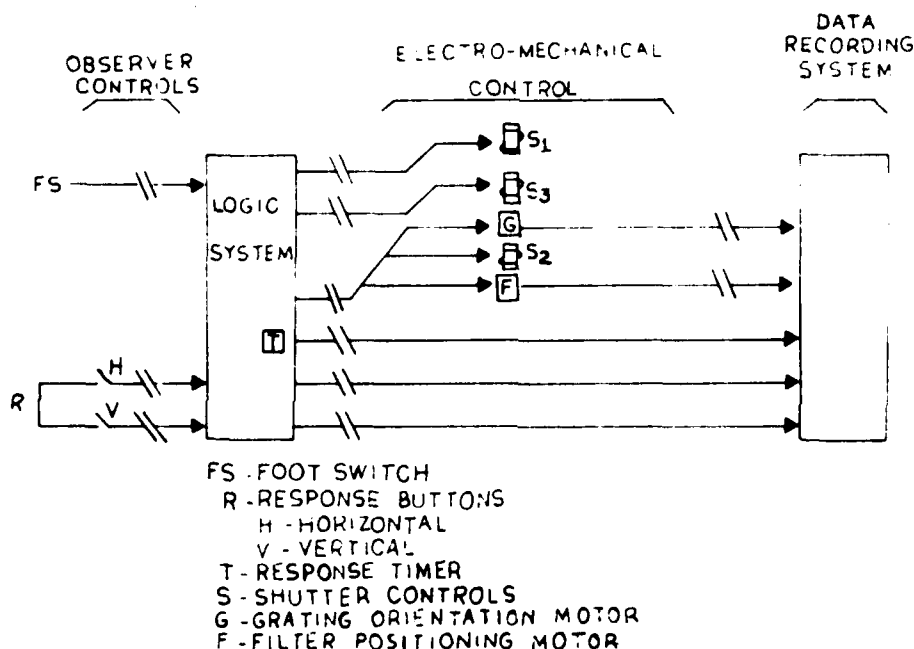 OBSERVER
CONTROLS
ELECTRO-MECHANICAL
CONTROL
DATA
RECORDING
SYSTEM
FS
LOGIC
SYSTEM
S1
S3
G
S2
F
T
H
R
V
FS - FOOT SWITCH
R - RESPONSE BUTTONS
H - HORIZONTAL
V - VERTICAL
T - RESPONSE TIMER
S - SHUTTER CONTROLS
G - GRATING ORIENTATION MOTOR
F - FILTER POSITIONING MOTOR